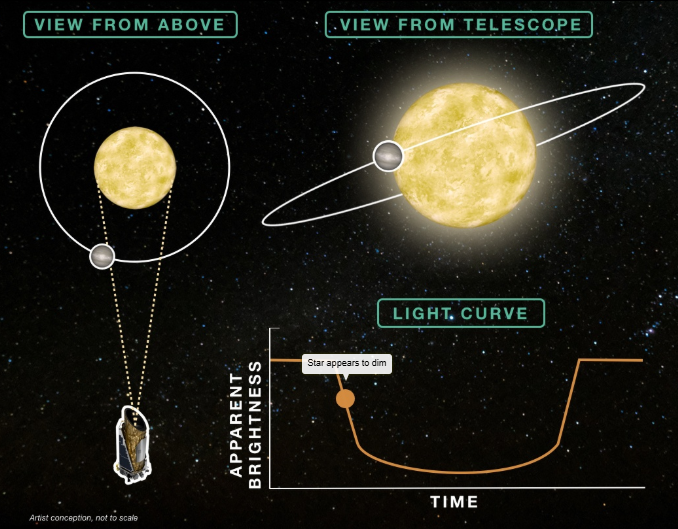 VIEW FROM ABOVE
VIEW FROM TELESCOPE
LIGHT CURVE
Star appears to dim
APPARENT
BRIGHTNESS
TIME
Artist conception, not to scale